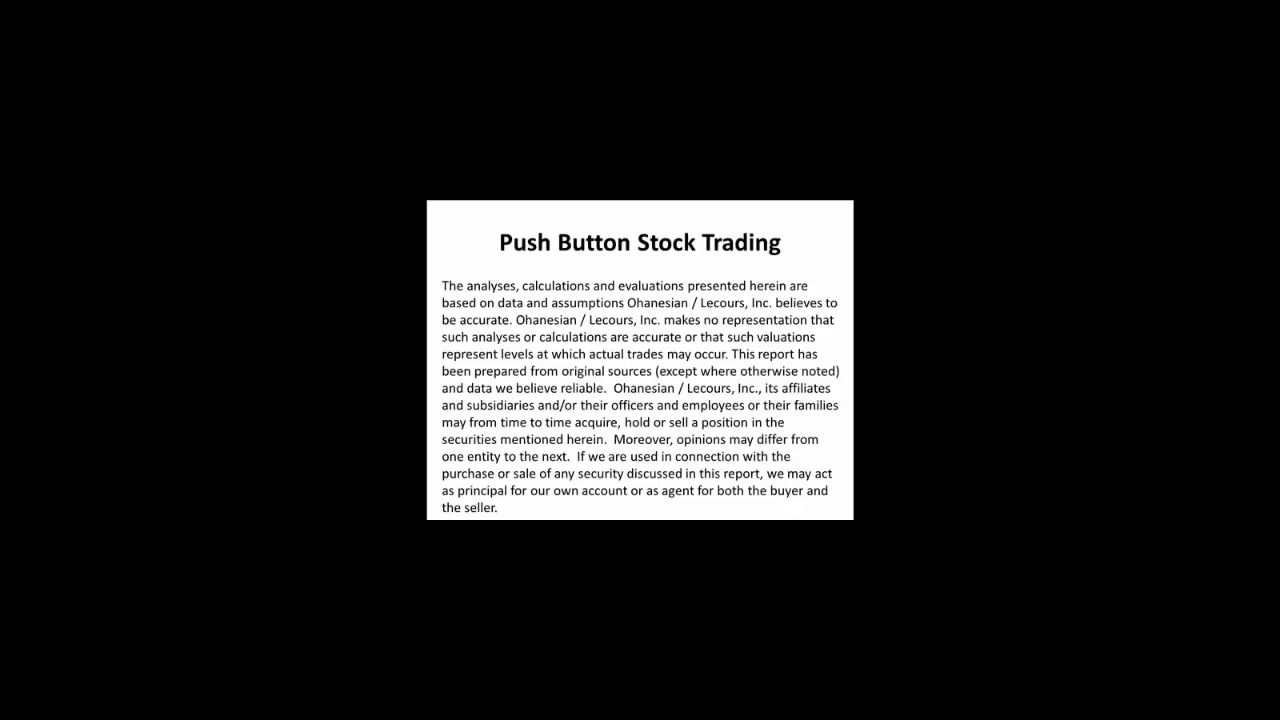 Push Button Stock Trading
The analyses, calculations and evaluations presented herein are
based on data and assumptions Ohanesian / Lecours, Inc. believes to
be accurate. Ohanesian / Lecours, Inc. makes no representation that
such analyses or calculations are accurate or that such valuations
represent levels at which actual trades may occur. This report has
been prepared from original sources (except where otherwise noted)
and data we believe reliable.  Ohanesian / Lecours, Inc., its affiliates
and subsidiaries and/or their officers and employees or their families
may from time to time acquire, hold or sell a position in the
securities mentioned herein.  Moreover, opinions may differ from
one entity to the next.  If we are used in connection with the
purchase or sale of any security discussed in this report, we may act
as principal for our own account or as agent for both the buyer and
the seller.